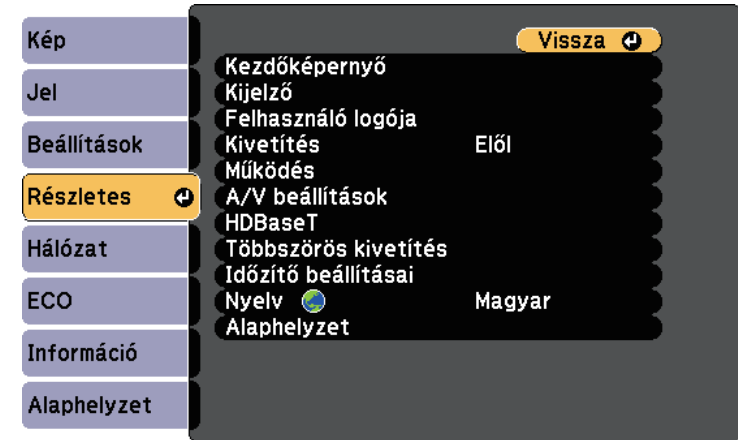 Kép
Jel
Beállítások
Részletes
Hálózat
ECO
Információ
Alaphelyzet
Vissza
Kezdőképernyő
Kijelző
Felhasználó logója
Kivetítés Elől
Működés
A/V beállítások
HDBaseT
Többszörös kivetítés
Időzítő beállításai
Nyelv Magyar
Alaphelyzet